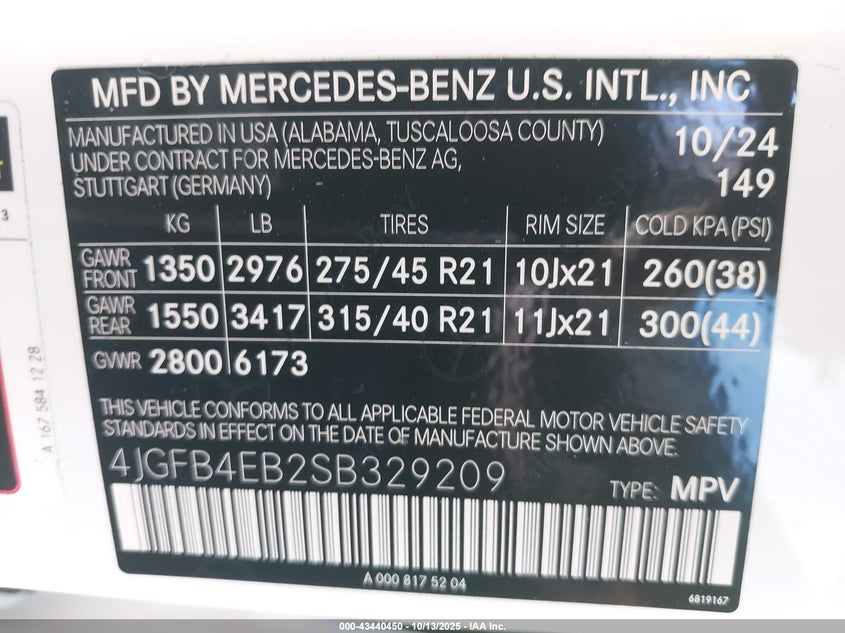 MFD BY MERCEDES-BENZ U.S. INTL., INC
MANUFACTURED IN USA (ALABAMA, TUSCALOOSA COUNTY)
UNDER CONTRACT FOR MERCEDES-BENZ AG,
STUTTGART (GERMANY)
10/24
149
KG LB TIRES RIM SIZE COLD KPA (PSI)
GAWR FRONT 1350 2976 275/45 R21 10Jx21 260(38)
GAWR REAR 1550 3417 315/40 R21 11Jx21 300(44)
GVWR 2800 6173
THIS VEHICLE CONFORMS TO ALL APPLICABLE FEDERAL MOTOR VEHICLE SAFETY
STANDARDS IN EFFECT ON THE DATE OF MANUFACTURE SHOWN ABOVE.
4JGFB4EB2SB329209
TYPE: MPV
A 000 817 52 04
6819167
A 167 584 12 28
3
000-43440450 - 10/13/2025 - IAA Inc.